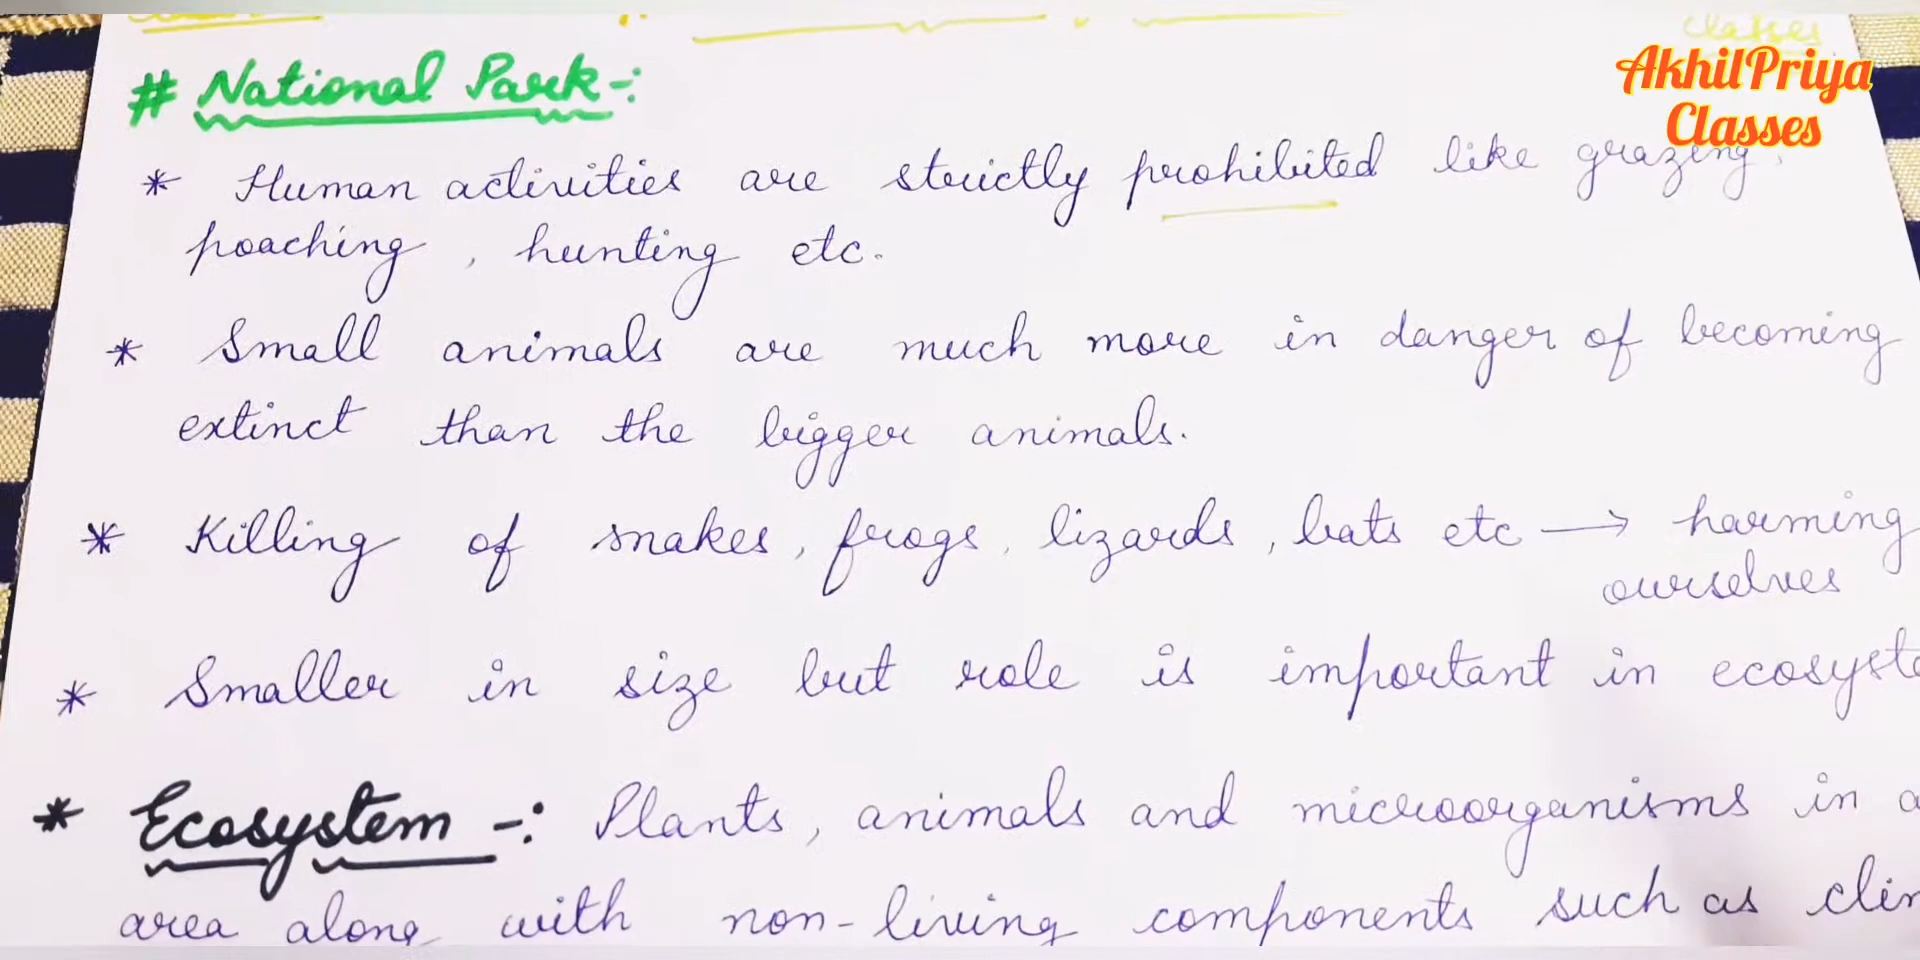 Classes
AkhilPriya
Classes
# National Park-:
* Human activities are strictly prohibited like grazing,
poaching, hunting etc.
* Small animals are much more in danger of becoming
extinct than the bigger animals.
* Killing of snakes, frogs, lizards, bats etc → harming
ourselves
* Smaller in size but role is important in ecosyste
* Ecosystem -: Plants, animals and microorganisms in a
area along with non-living components such as clim